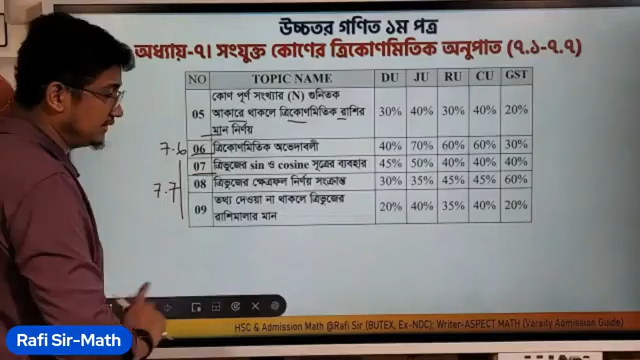 উচ্চতর গণিত ১ম পত্র
অধ্যায়-৭। সংযুক্ত কোণের ত্রিকোণমিতিক অনুপাত (৭.১-৭.৭)
NO TOPIC NAME DU JU RU CU GST
05 কোণ পূর্ণ সংখ্যার (N) গুনিতক আকারে থাকলে ত্রিকোণমিতিক রাশির মান নির্ণয় 30% 40% 30% 40% 20%
7.6 06 ত্রিকোণমিতিক অভেদাবলী 40% 70% 60% 60% 30%
07 ত্রিভুজের sin ও cosine সূত্রের ব্যবহার 45% 50% 40% 40% 40%
7.7 08 ত্রিভুজের ক্ষেত্রফল নির্ণয় সংক্রান্ত 30% 35% 45% 45% 60%
09 তথ্য দেওয়া না থাকলে ত্রিভুজের রাশিমালার মান 20% 40% 35% 40% 20%
HSC & Admission Math @Rafi Sir (BUTEX, Ex-NDC); Writer-ASPECT MATH (Varsity Admission Guide)
Rafi Sir-Math